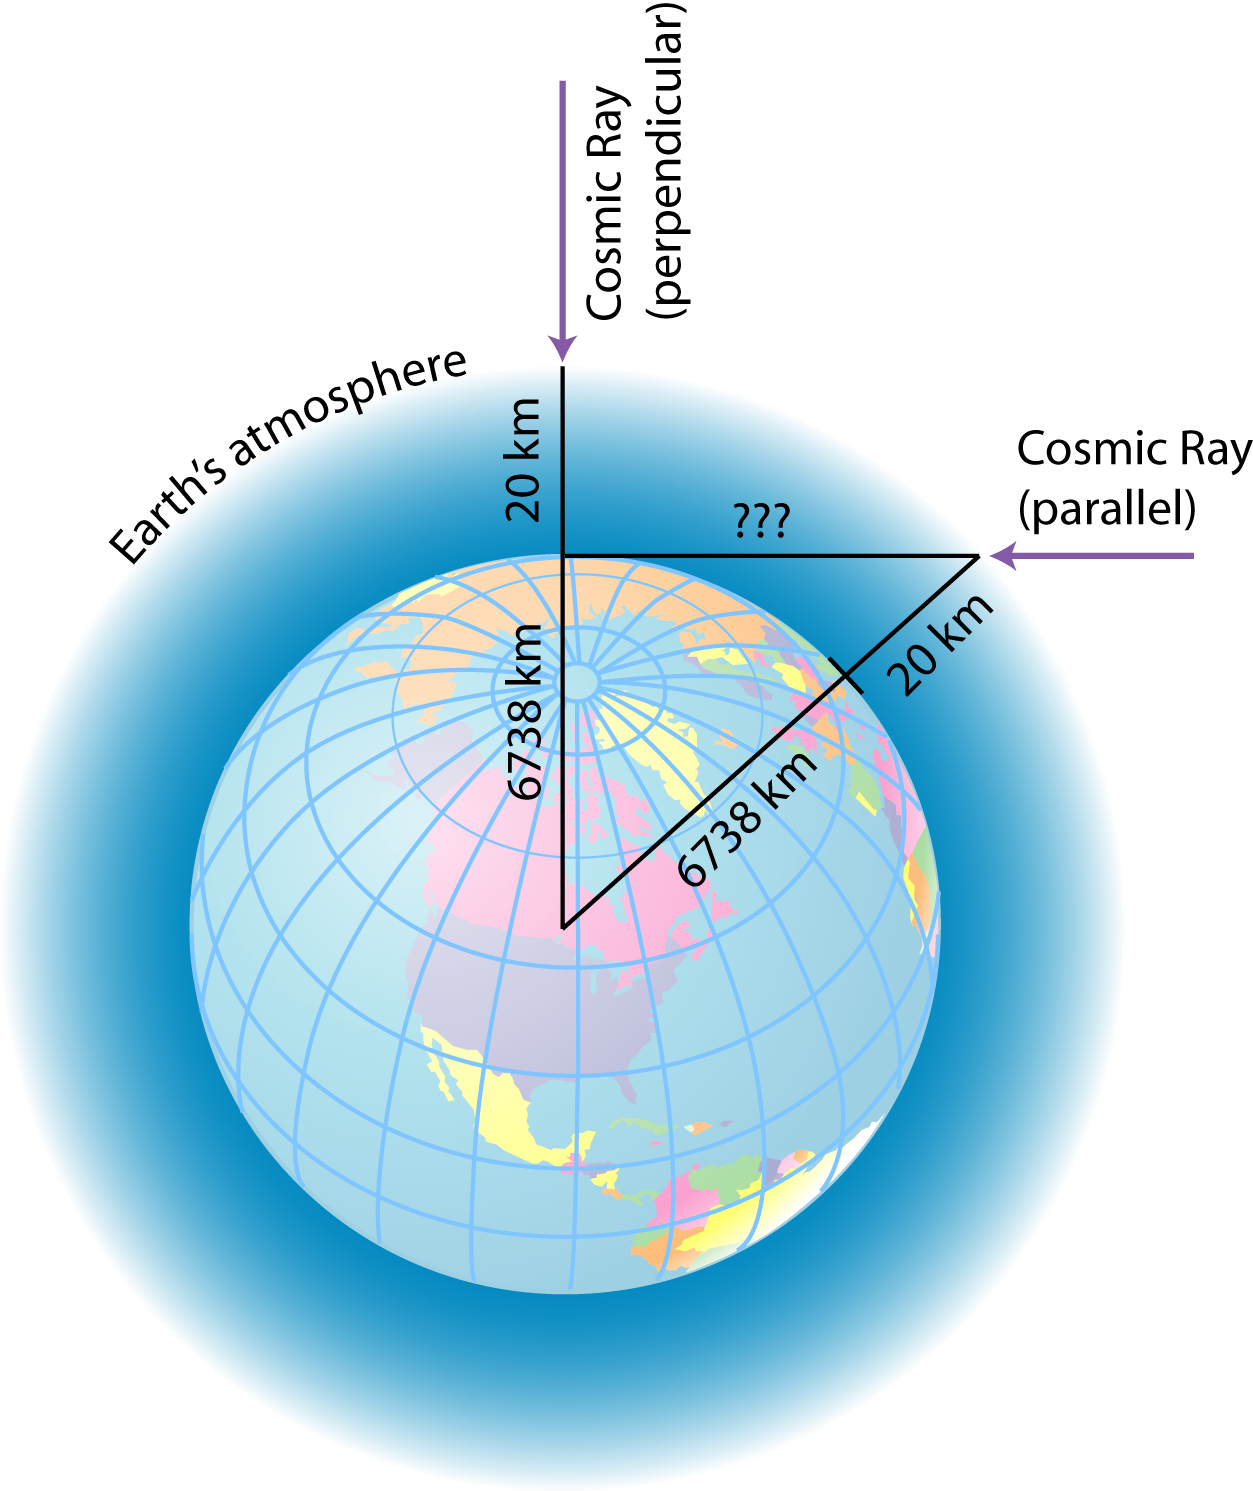 Cosmic Ray
(perpendicular)
Earth's atmosphere
20 km
Cosmic Ray
(parallel)
???
20 km
6738 km
6738 km